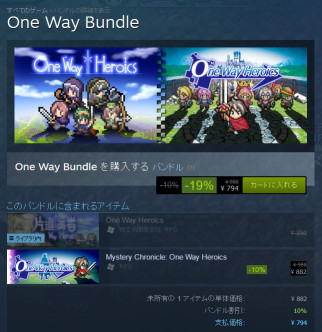 すべてのゲーム > バンドルの詳細を表示
One Way Bundle
One Way Heroics
One Way Heroics
One Way Bundle を購入する バンドル
-10%
-19%
¥ 980
¥ 794
カートに入れる
このバンドルに含まれるアイテム
One Way Heroics
ライブラリ内
Mystery Chronicle: One Way Heroics
RPG
-10%
¥ 980
¥ 882
未所有の 1 アイテムの単体価格:
¥ 882
バンドル割引:
10%
支払価格:
¥ 794